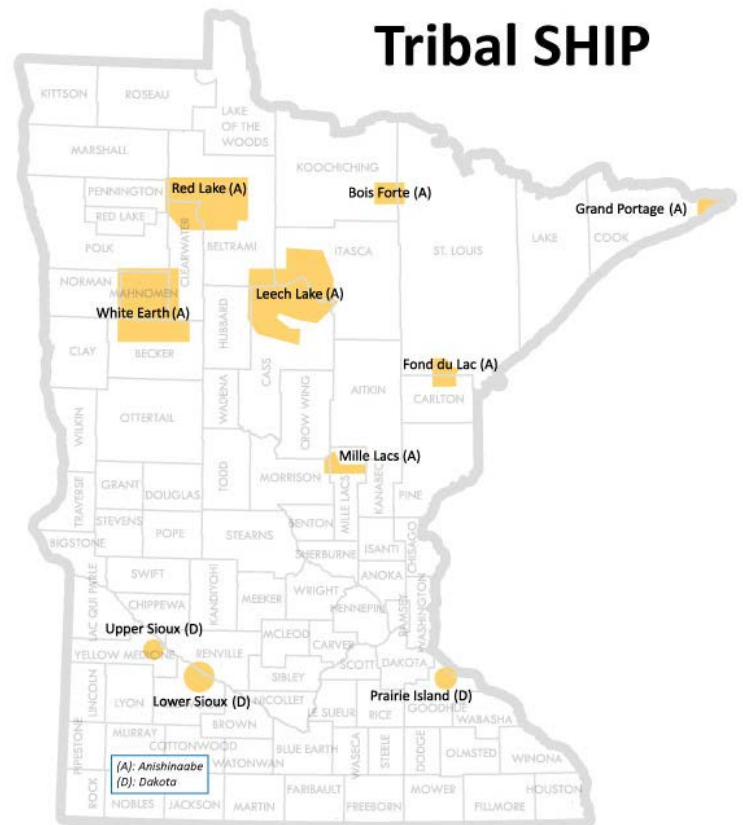 Tribal SHIP
KITTSON
ROSEAU
LAKE
OF THE
WOODS
MARSHALL
KOOCHICHING
PENNINGTON
Red Lake (A)
Bois Forte (A)
Grand Portage (A)
RED LAKE
POLK
CLEARWATER
BELTRAMI
ITASCA
ST. LOUIS
LAKE
COOK
NORMAN
MAHNOMEN
Leech Lake (A)
White Earth (A)
HUBBARD
CLAY
BECKER
CASS
Fond du Lac (A)
WADENA
CROW WING
AITKIN
CARLTON
WILKIN
OTTERTAIL
Mille Lacs (A)
TODD
MORRISON
MILLE LACS
KANABEC
PINE
TRAVERSE
GRANT
DOUGLAS
STEVENS
POPE
STEARNS
BENTON
BIGSTONE
SHERBURNE
ISANTI
CHISAGO
SWIFT
KANDIYOHI
ANOKA
LAC QUI PARLE
CHIPPEWA
MEEKER
WRIGHT
HENNEPIN
RAMSEY
WASHINGTON
Upper Sioux (D)
MCLEOD
CARVER
YELLOW MEDICINE
RENVILLE
SCOTT
DAKOTA
LINCOLN
LYON
Lower Sioux (D)
SIBLEY
NICOLLET
LE SUEUR
RICE
Prairie Island (D)
GOODHUE
WABASHA
PIPESTONE
MURRAY
COTTONWOOD
BROWN
WATONWAN
BLUE EARTH
WASECA
STEELE
DODGE
OLMSTED
WINONA
(A): Anishinaabe
(D): Dakota
ROCK
NOBLES
JACKSON
MARTIN
FARIBAULT
FREEBORN
MOWER
FILLMORE
HOUSTON